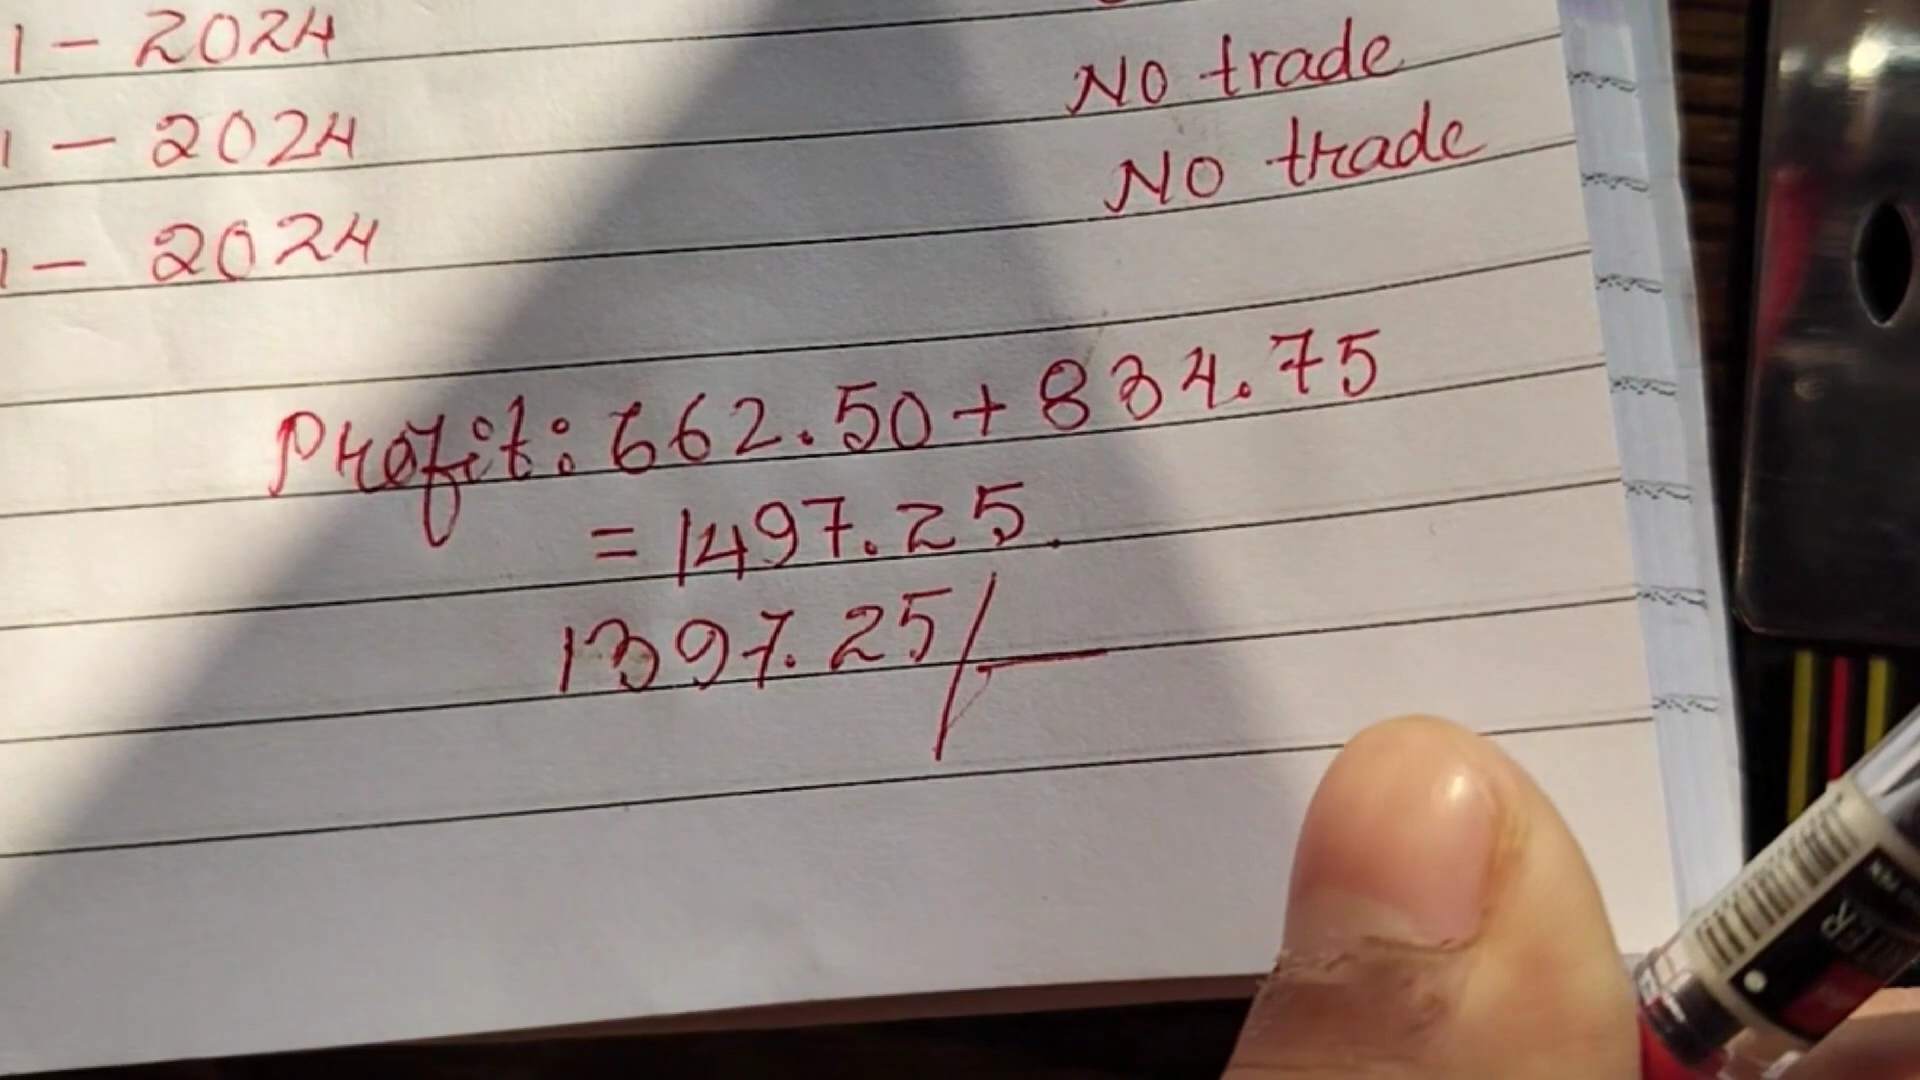 1 - 2024
No trade
1 - 2024
No trade
1 - 2024
Profit: 662.50 + 834.75
= 1497.25.
1397.25/-